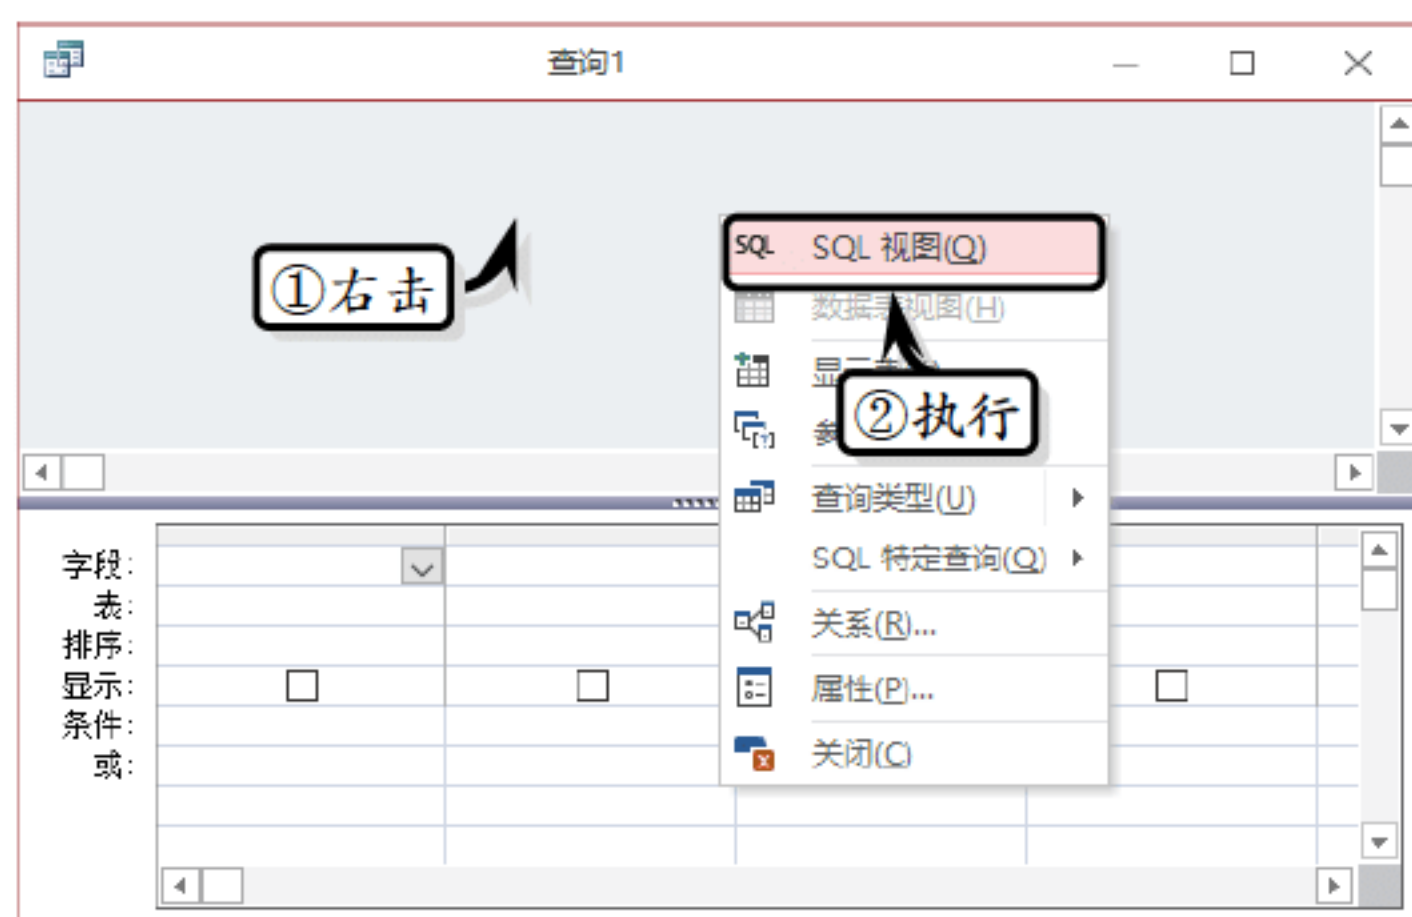 查询1
①右击
SQL SQL 视图(Q)
数据表视图(H)
②执行
查询类型(U)
SQL 特定查询(Q)
关系(R)...
属性(P)...
关闭(C)
字段:
表:
排序:
显示:
条件:
或: